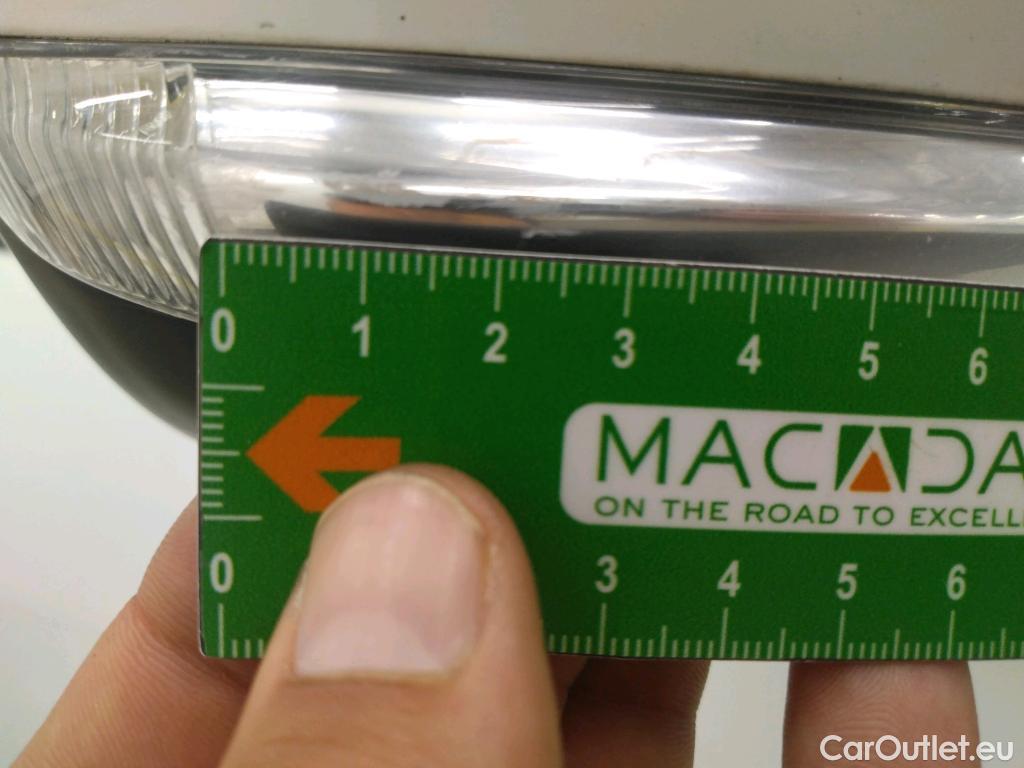 0 1 2 3 4 5 6
MACADA
ON THE ROAD TO EXCELL
0 3 4 5 6
CarOutlet.eu